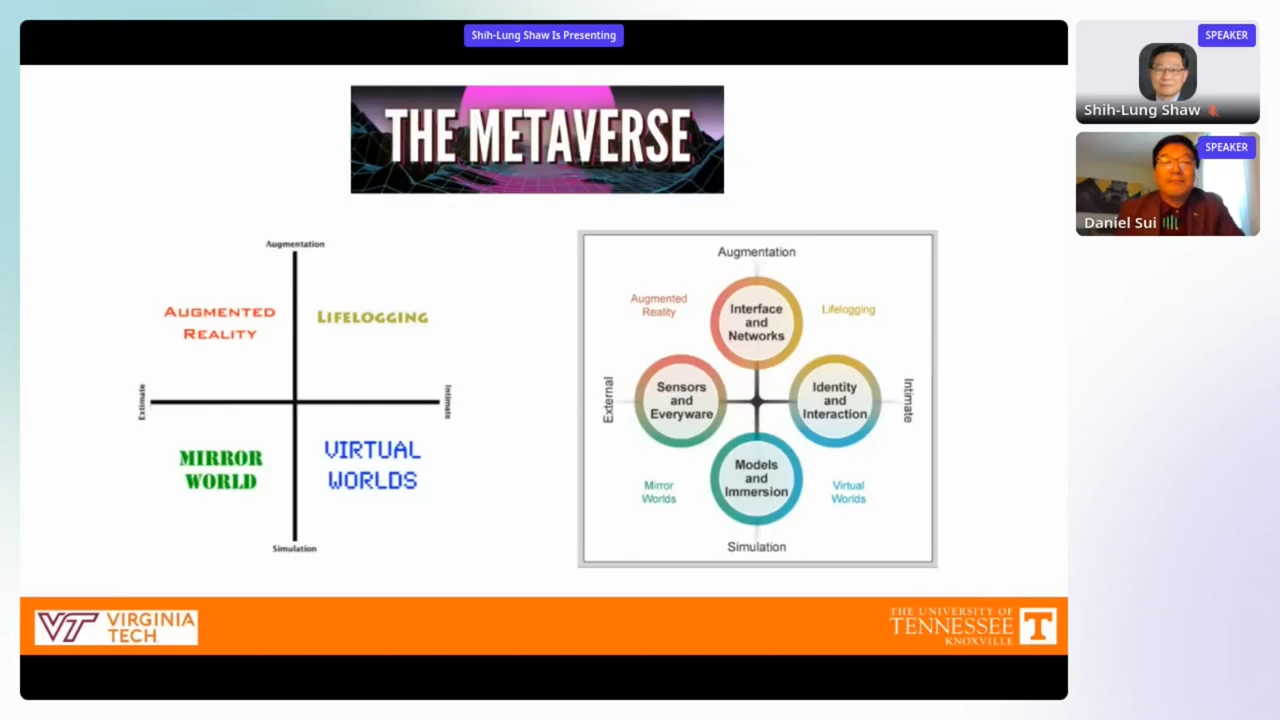 Shih-Lung Shaw Is Presenting
THE METAVERSE
Augmentation
AUGMENTED
REALITY
LIFELOGGING
Extimate
Intimate
MIRROR
WORLD
VIRTUAL
WORLDS
Simulation
Augmentation
Augmented
Reality
Interface
and
Networks
Lifelogging
External
Sensors
and
Everyware
Identity
and
Interaction
Intimate
Models
and
Immersion
Mirror
Worlds
Virtual
Worlds
Simulation
VT VIRGINIA
TECH
THE UNIVERSITY OF
TENNESSEE
KNOXVILLE
T
SPEAKER
Shih-Lung Shaw
SPEAKER
Daniel Sui